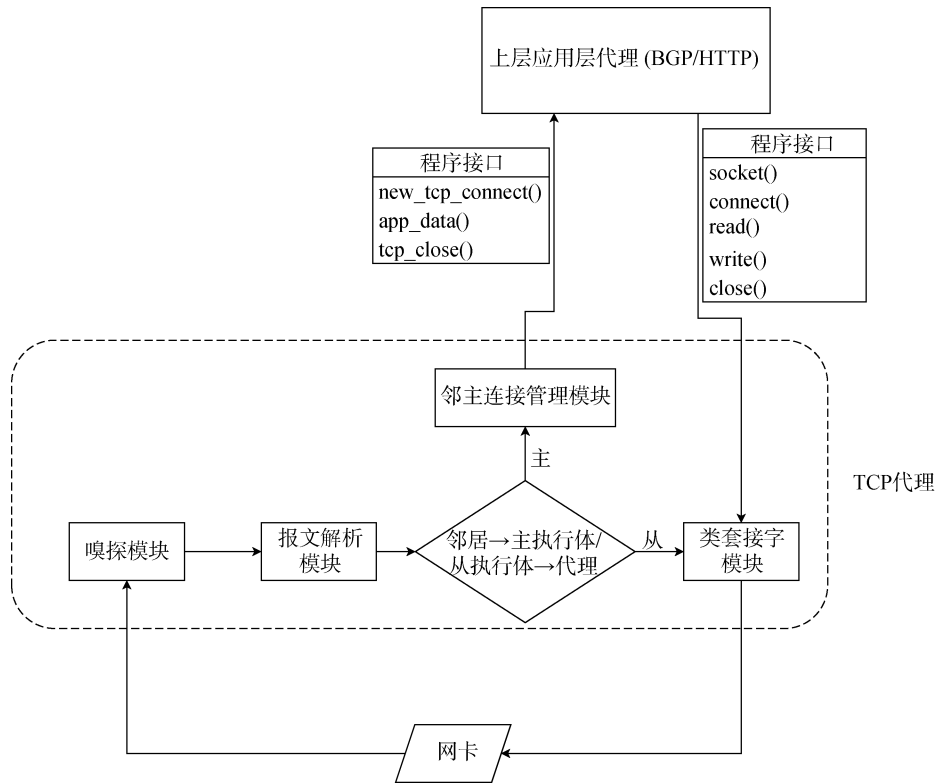 上层应用层代理 (BGP/HTTP)
程序接口
new_tcp_connect()
app_data()
tcp_close()
程序接口
socket()
connect()
read()
write()
close()
邻主连接管理模块
主
TCP代理
嗅探模块
报文解析
模块
邻居→主执行体/
从执行体→代理
从
类套接字
模块
网卡